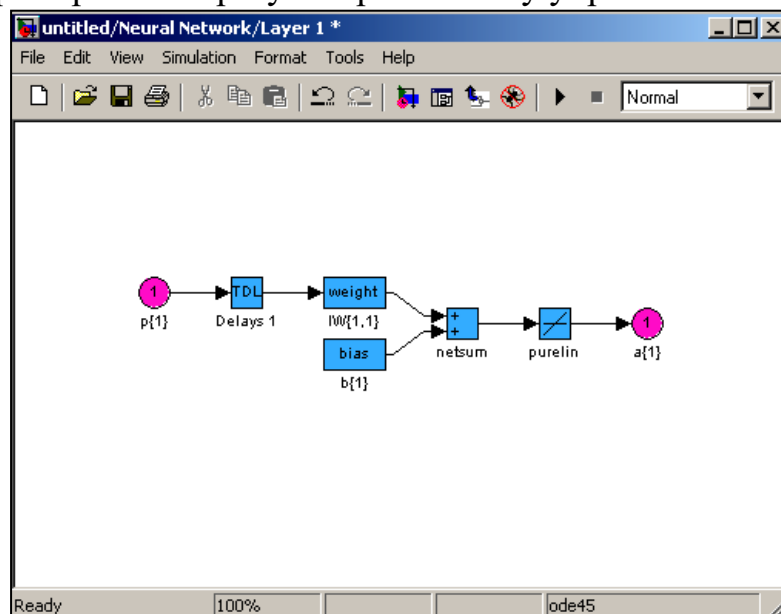 untitled/Neural Network/Layer 1 *
File Edit View Simulation Format Tools Help
Normal
1 TDL weight + + 1
p{1} Delays 1 IW{1,1} netsum purelin a{1}
bias
b{1}
Ready 100% ode45